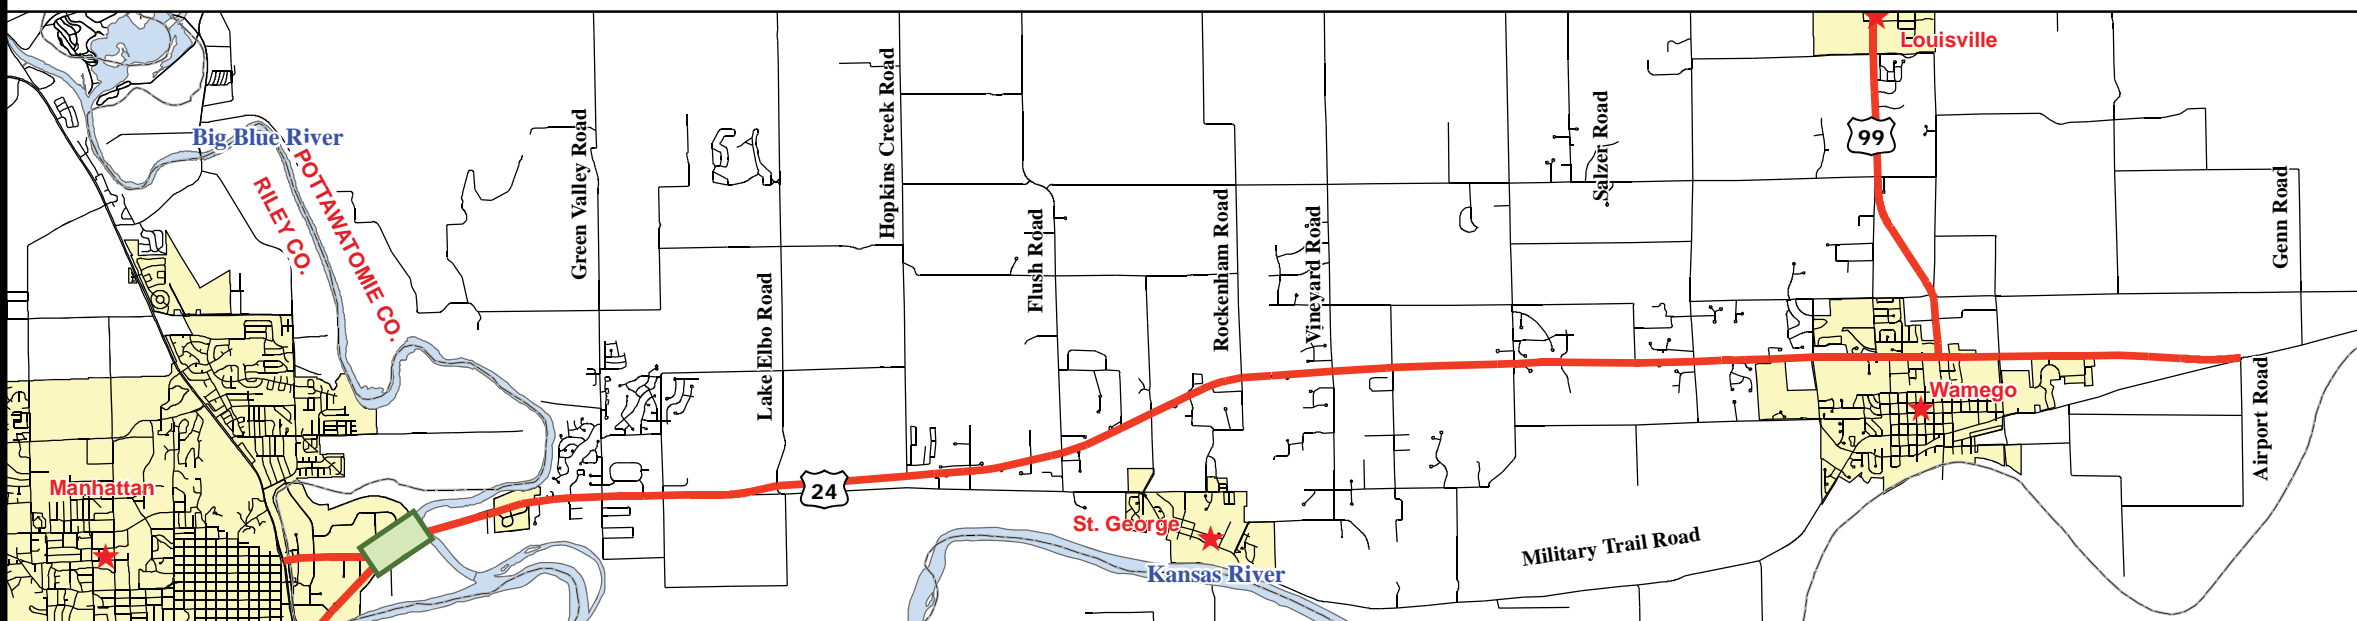 Louisville
99
Big Blue River
POTTAWATOMIE CO.
RILEY CO.
Green Valley Road
Hopkins Creek Road
Lake Elbo Road
Flush Road
Rockenham Road
Vineyard Road
Salzer Road
Genn Road
Airport Road
Wamego
Manhattan
24
St. George
Kansas River
Military Trail Road